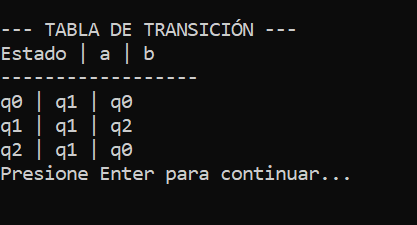 --- TABLA DE TRANSICIÓN ---
Estado | a | b
------------------
q0 | q1 | q0
q1 | q1 | q2
q2 | q1 | q0
Presione Enter para continuar...